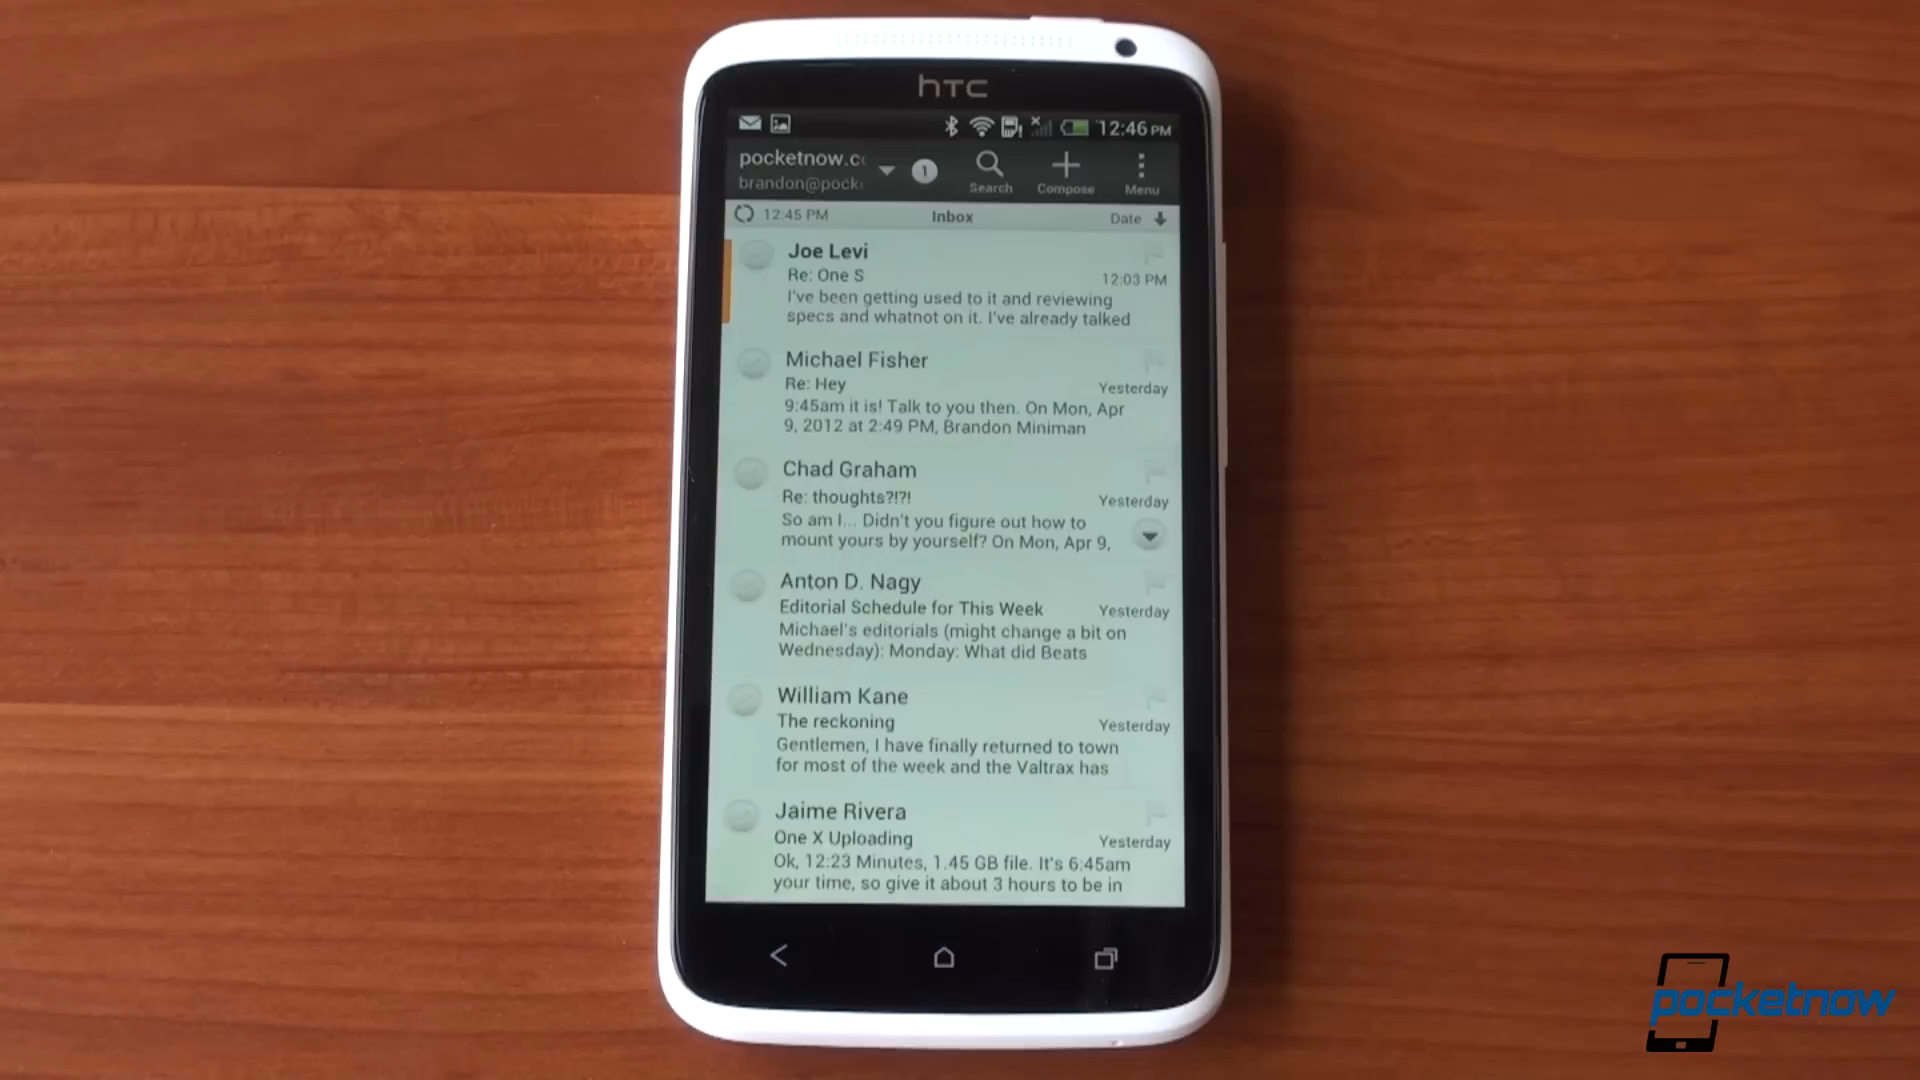 hTC
12:46 PM
pocketnow.c
brandon@pock
1
Search
Compose
Menu
12:45 PM
Inbox
Date
Joe Levi
Re: One S
12:03 PM
I've been getting used to it and reviewing
specs and whatnot on it. I've already talked
Michael Fisher
Re: Hey
Yesterday
9:45am it is! Talk to you then. On Mon, Apr
9, 2012 at 2:49 PM, Brandon Miniman
Chad Graham
Re: thoughts?!?!
Yesterday
So am I... Didn't you figure out how to
mount yours by yourself? On Mon, Apr 9,
Anton D. Nagy
Editorial Schedule for This Week
Yesterday
Michael's editorials (might change a bit on
Wednesday): Monday: What did Beats
William Kane
The reckoning
Yesterday
Gentlemen, I have finally returned to town
for most of the week and the Valtrax has
Jaime Rivera
One X Uploading
Yesterday
Ok, 12:23 Minutes, 1.45 GB file. It's 6:45am
your time, so give it about 3 hours to be in
pocketnow